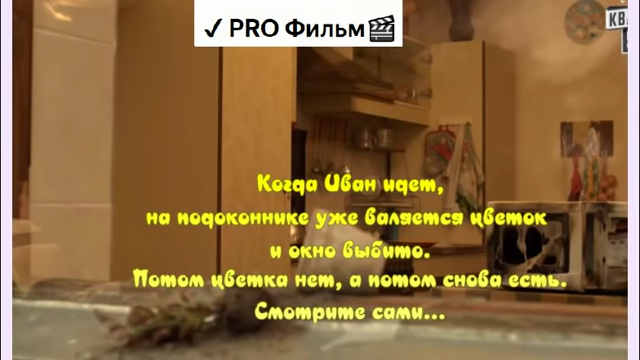 ✓ PRO Фильм🎬
Когда Иван идет,
на подоконнике уже валяется цветок
и окно выбито.
Потом цветка нет, а потом снова есть.
Смотрите сами...